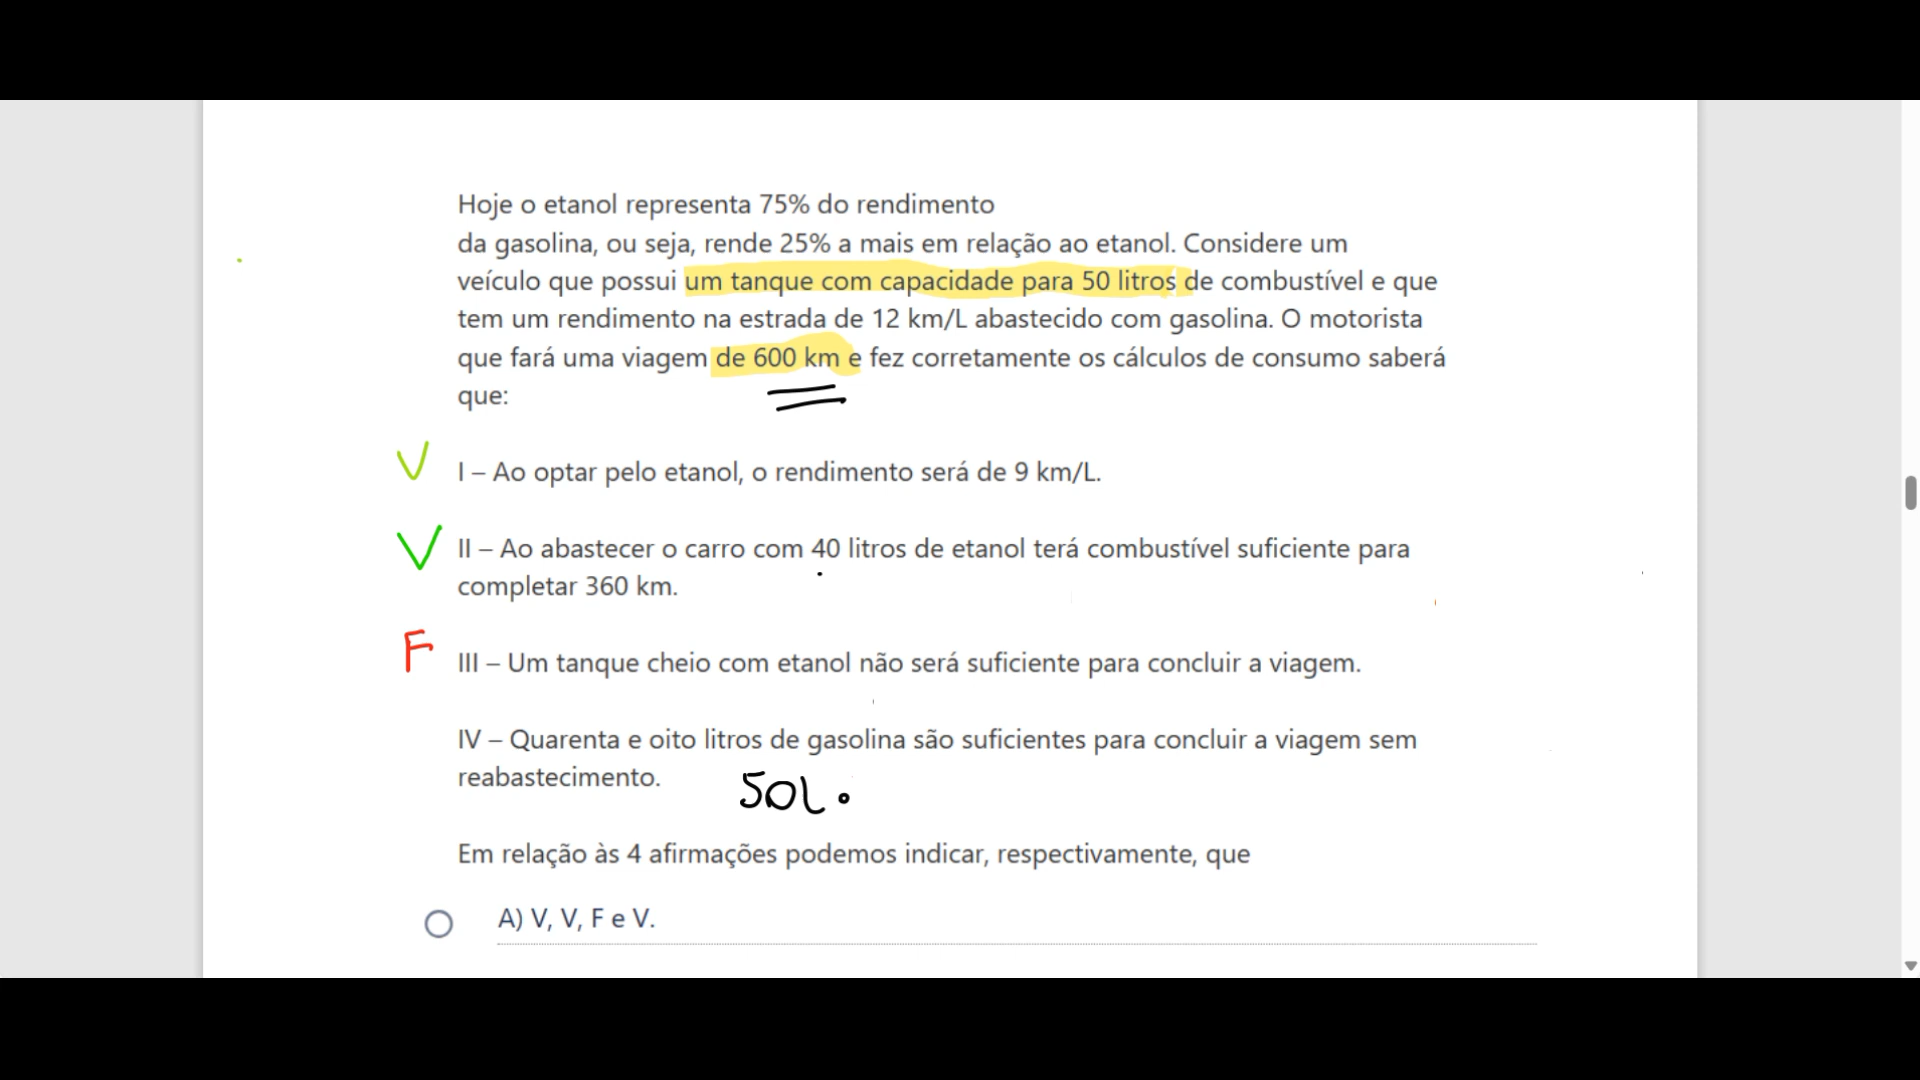 Hoje o etanol representa 75% do rendimento
da gasolina, ou seja, rende 25% a mais em relação ao etanol. Considere um
veículo que possui um tanque com capacidade para 50 litros de combustível e que
tem um rendimento na estrada de 12 km/L abastecido com gasolina. O motorista
que fará uma viagem de 600 km e fez corretamente os cálculos de consumo saberá
que:
V I – Ao optar pelo etanol, o rendimento será de 9 km/L.
V II – Ao abastecer o carro com 40 litros de etanol terá combustível suficiente para
completar 360 km.
F III – Um tanque cheio com etanol não será suficiente para concluir a viagem.
IV – Quarenta e oito litros de gasolina são suficientes para concluir a viagem sem
reabastecimento.
50L.
Em relação às 4 afirmações podemos indicar, respectivamente, que
A) V, V, F e V.